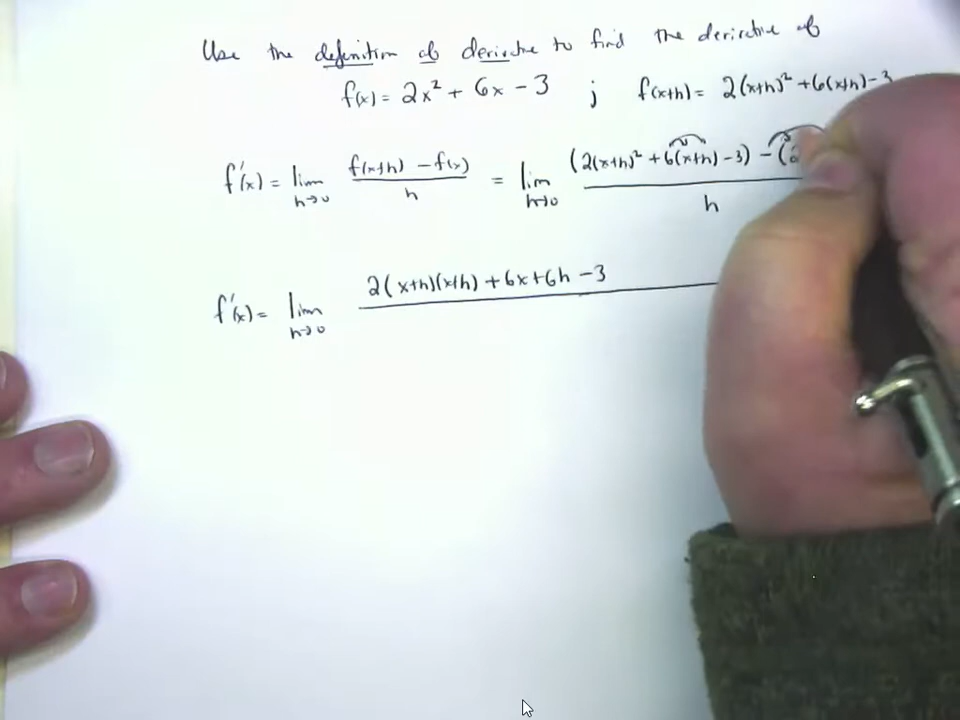 Use the definition of derivative to find the derivative of
f(x) = 2x² + 6x - 3 ; f(x+h) = 2(x+h)² + 6(x+h) - 3
f'(x) = lim h→0 f(x+h) - f(x) / h = lim h→0 (2(x+h)² + 6(x+h) - 3) - (2 / h
f'(x) = lim h→0 2(x+h)(x+h) + 6x + 6h - 3